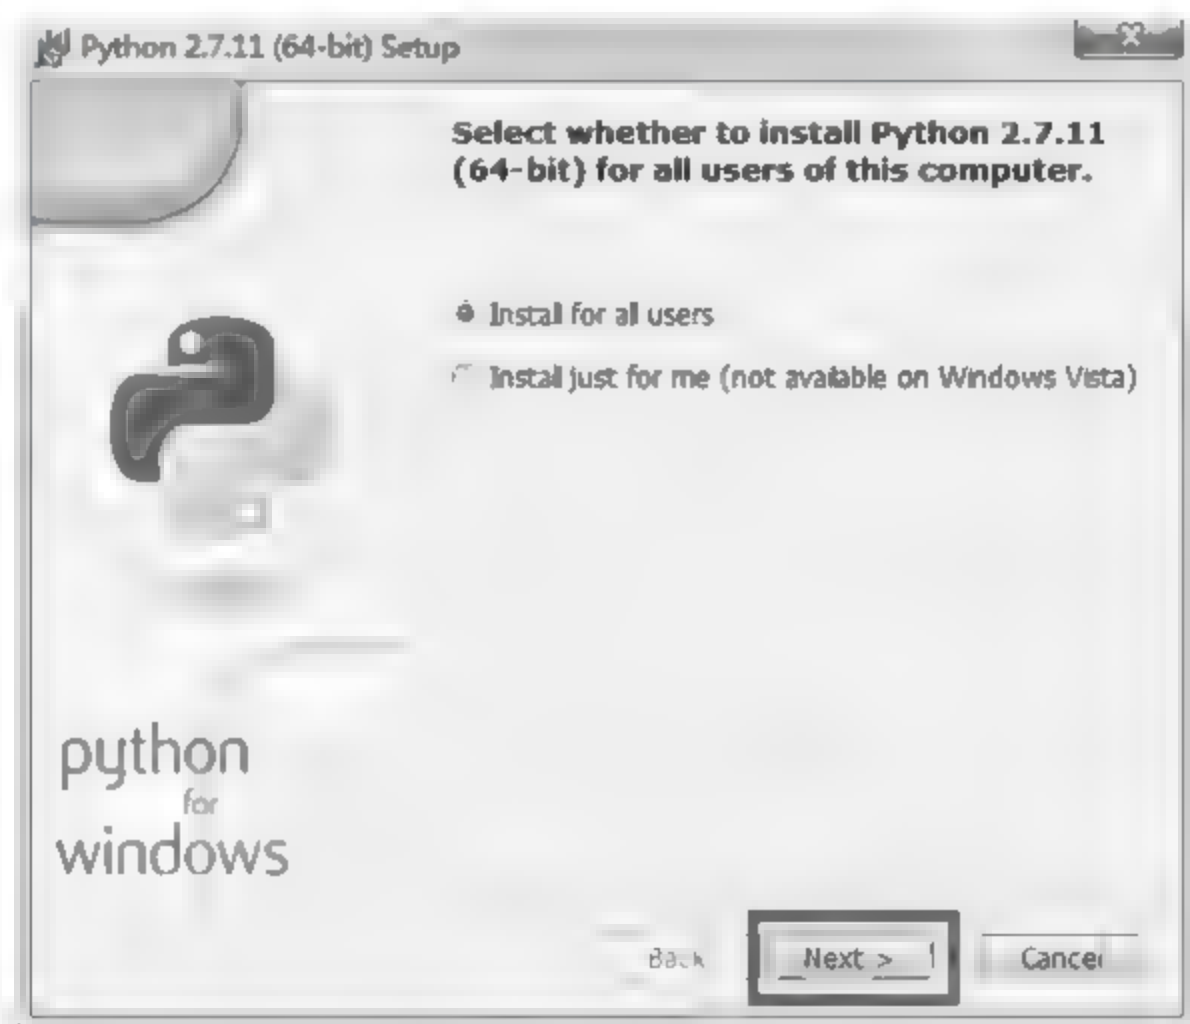 Python 2.7.11 (64-bit) Setup
Select whether to install Python 2.7.11
(64-bit) for all users of this computer.
Install for all users
Install just for me (not available on Windows Vista)
python
for
windows
Back
Next >
Cancel